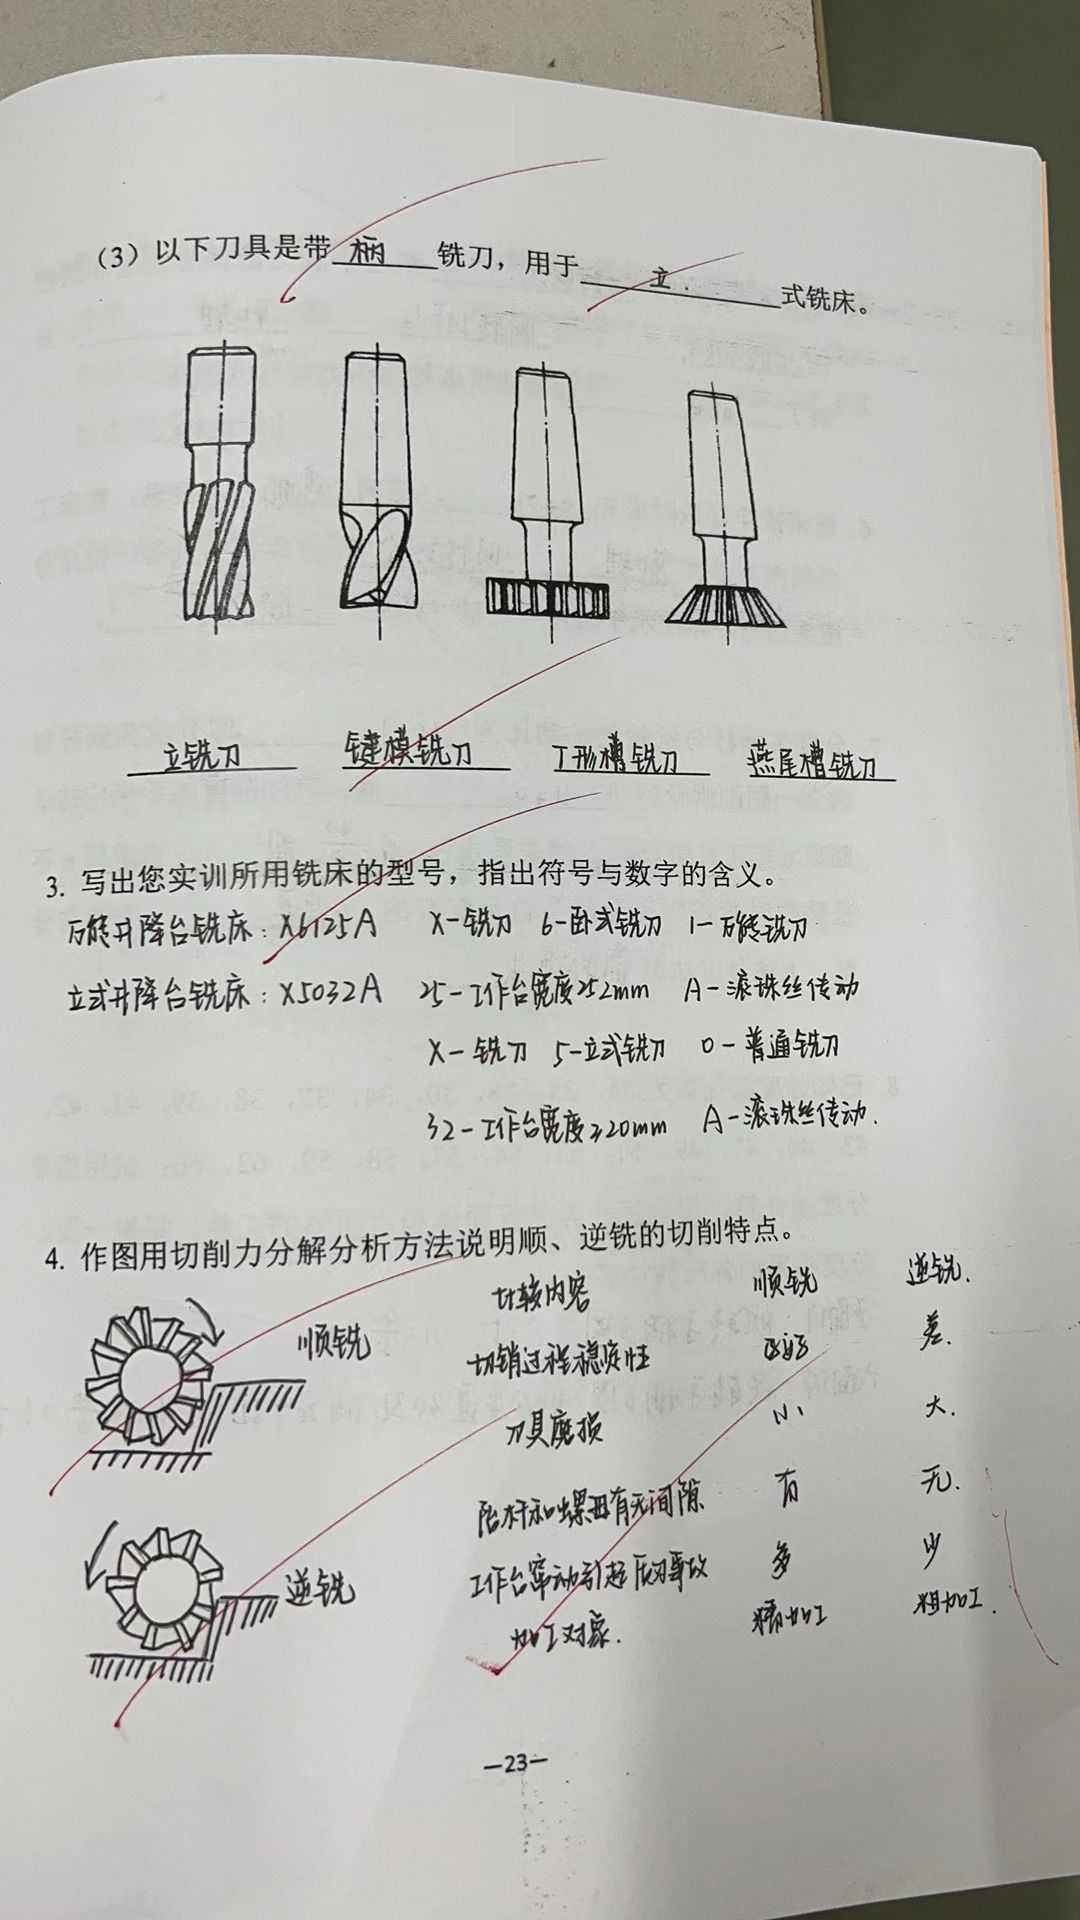 （3）以下刀具是带 柄 铣刀，用于 立. 式铣床。
立铣刀 键模铣刀 T形槽铣刀 燕尾槽铣刀
3. 写出您实训所用铣床的型号，指出符号与数字的含义。
万能升降台铣床：X6125A X-铣刀 6-卧式铣刀 1-万能铣刀
立式升降台铣床：X5032A 25-工作台宽度252mm A-滚珠丝传动
X-铣刀 5-立式铣刀 0-普通铣刀
32-工作台宽度320mm A-滚珠丝传动.
4. 作图用切削力分解分析方法说明顺、逆铣的切削特点。
比较内容 顺铣 逆铣.
顺铣
切销过程稳定性 差.
刀具磨损 小 大.
杆和螺母有无间隙 有 无.
工作台窜动引起 事故 多 少
逆铣
加工对象. 精加工 粗加工.
—23—